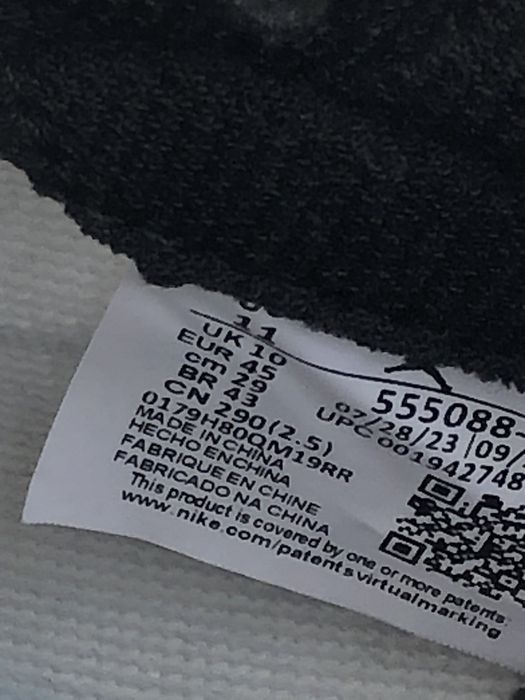 11
UK 10
EUR 45
cm 29
BR 43
CN 290(2.5)
0179H80QM19RR
MADE IN CHINA
HECHO EN CHINA
FABRIQUE EN CHINE
FABRICADO NA CHINA
This product is covered by one or more patents:
www.nike.com/patentsvirtualmarking
555088-
07/28/23 | 09/
UPC 001942748